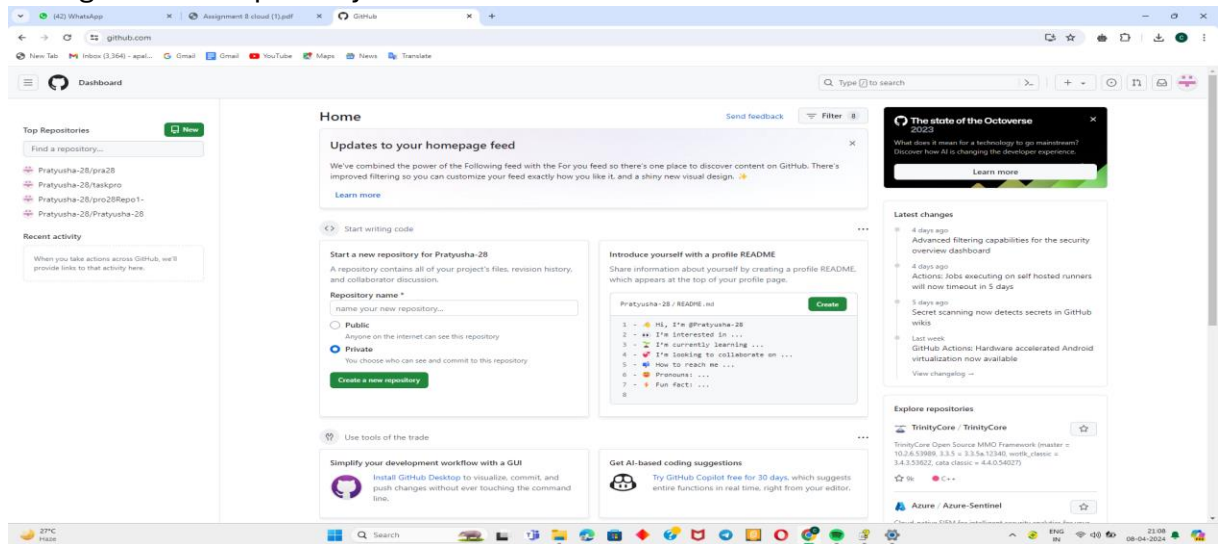 (42) WhatsApp
Assignment 8 cloud (1).pdf
GitHub
github.com
New Tab
Inbox (3,364) - apal...
Gmail
Gmail
YouTube
Maps
News
Translate
Dashboard
Type / to search
Top Repositories
New
Find a repository...
Pratyusha-28/pra28
Pratyusha-28/taskpro
Pratyusha-28/pro28Repo1-
Pratyusha-28/Pratyusha-28
Recent activity
When you take actions across GitHub, we'll
provide links to that activity here.
Home
Send feedback
Filter 8
Updates to your homepage feed
We've combined the power of the Following feed with the For you feed so there's one place to discover content on GitHub. There's
improved filtering so you can customize your feed exactly how you like it, and a shiny new visual design. ✨
Learn more
Start writing code
Start a new repository for Pratyusha-28
A repository contains all of your project's files, revision history,
and collaborator discussion.
Repository name *
name your new repository...
Public
Anyone on the internet can see this repository
Private
You choose who can see and commit to this repository
Create a new repository
Introduce yourself with a profile README
Share information about yourself by creating a profile README,
which appears at the top of your profile page.
Pratyusha-28 / README.md
Create
1 - 👋 Hi, I'm @Pratyusha-28
2 - 👀 I'm interested in ...
3 - 🌱 I'm currently learning ...
4 - 💞️ I'm looking to collaborate on ...
5 - 📫 How to reach me ...
6 - 😄 Pronouns: ...
7 - ⚡ Fun fact: ...
8
Use tools of the trade
Simplify your development workflow with a GUI
Install GitHub Desktop to visualize, commit, and
push changes without ever touching the command
line.
Get AI-based coding suggestions
Try GitHub Copilot free for 30 days, which suggests
entire functions in real time, right from your editor.
The state of the Octoverse
2023
What does it mean for a technology to go mainstream?
Discover how AI is changing the developer experience.
Learn more
Latest changes
4 days ago
Advanced filtering capabilities for the security
overview dashboard
4 days ago
Actions: Jobs executing on self hosted runners
will now timeout in 5 days
5 days ago
Secret scanning now detects secrets in GitHub
wikis
Last week
GitHub Actions: Hardware accelerated Android
virtualization now available
View changelog →
Explore repositories
TrinityCore / TrinityCore
TrinityCore Open Source MMO Framework (master =
10.2.6.53989, 3.3.5 = 3.3.5a.12340, wotlk_classic =
3.4.3.53622, cata classic = 4.4.0.54027)
9k
C++
Azure / Azure-Sentinel
27°C
Haze
Search
ENG
IN
21:08
08-04-2024